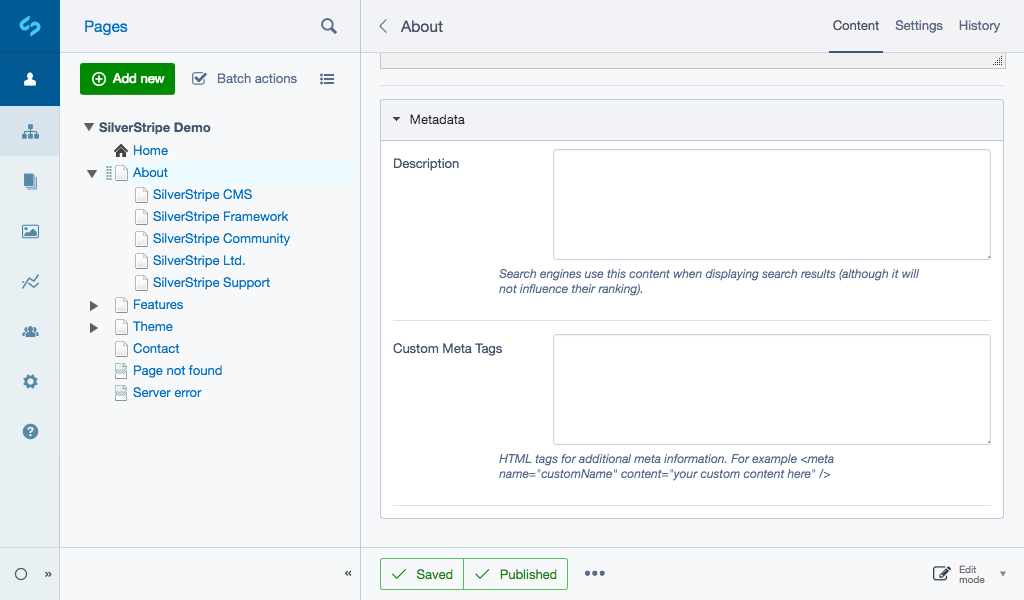 Pages
About
Content
Settings
History
Add new
Batch actions
SilverStripe Demo
Home
About
SilverStripe CMS
SilverStripe Framework
SilverStripe Community
SilverStripe Ltd.
SilverStripe Support
Features
Theme
Contact
Page not found
Server error
Metadata
Description
Search engines use this content when displaying search results (although it will
not influence their ranking).
Custom Meta Tags
HTML tags for additional meta information. For example <meta
name="customName" content="your custom content here" />
»
«
Saved
Published
•••
Edit
mode